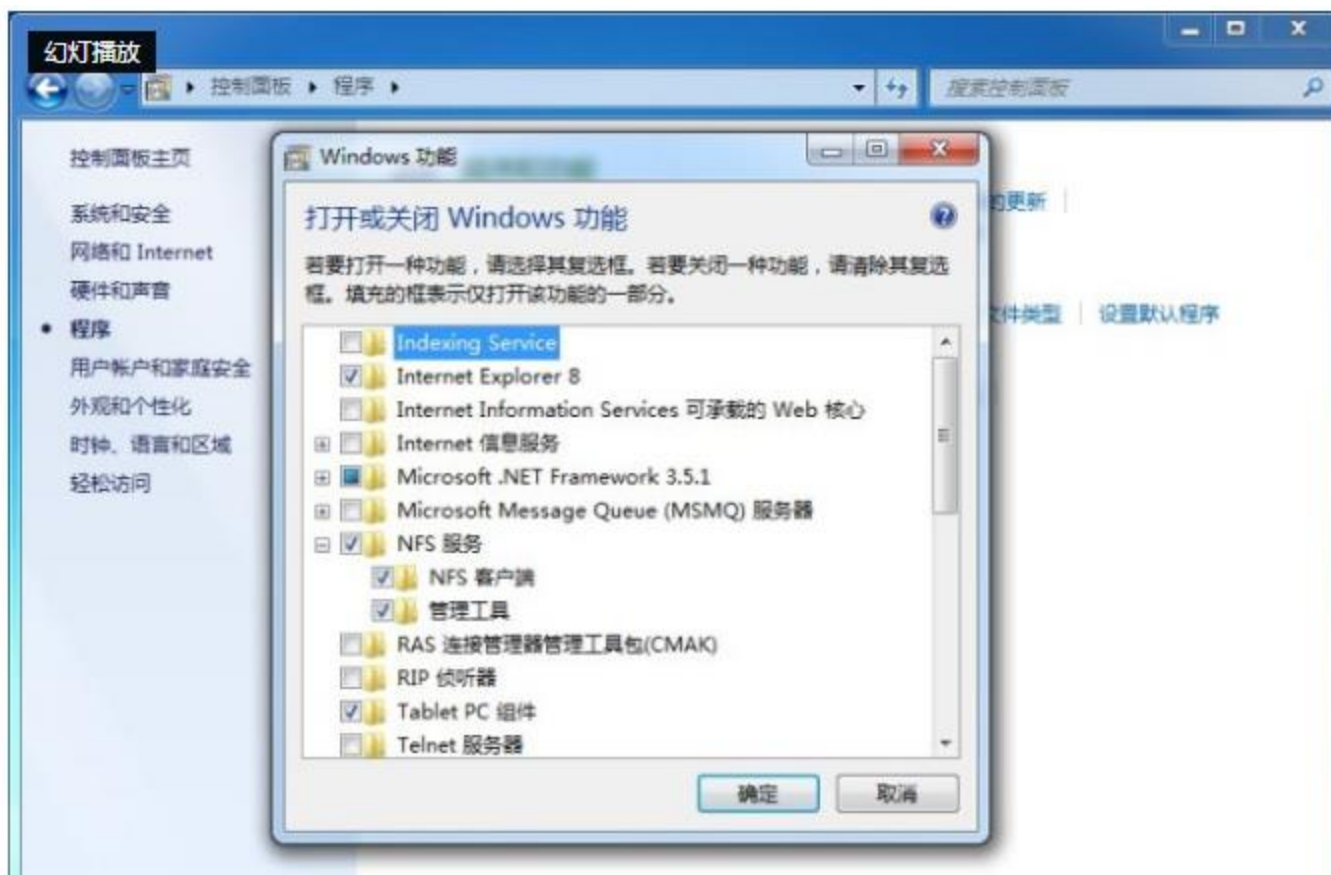 幻灯播放
控制面板 程序
搜索控制面板
控制面板主页
系统和安全
网络和 Internet
硬件和声音
程序
用户帐户和家庭安全
外观和个性化
时钟、语言和区域
轻松访问
的更新
文件类型 设置默认程序
Windows 功能
打开或关闭 Windows 功能
若要打开一种功能，请选择其复选框。若要关闭一种功能，请清除其复选
框。填充的框表示仅打开该功能的一部分。
Indexing Service
Internet Explorer 8
Internet Information Services 可承载的 Web 核心
Internet 信息服务
Microsoft .NET Framework 3.5.1
Microsoft Message Queue (MSMQ) 服务器
NFS 服务
NFS 客户端
管理工具
RAS 连接管理器管理工具包(CMAK)
RIP 侦听器
Tablet PC 组件
Telnet 服务器
确定 取消